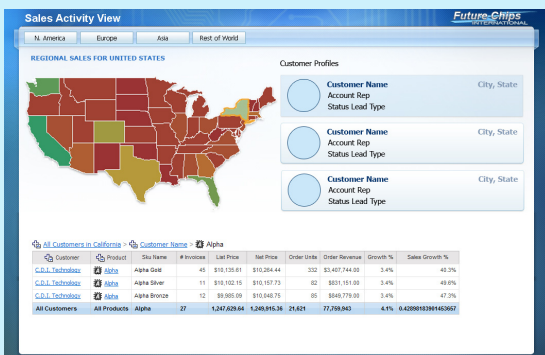 Sales Activity View
Future Chips
INTERNATIONAL
N. America Europe Asia Rest of World
REGIONAL SALES FOR UNITED STATES
Customer Profiles
Customer Name City, State
Account Rep
Status Lead Type
Customer Name City, State
Account Rep
Status Lead Type
Customer Name City, State
Account Rep
Status Lead Type
All Customers in California > Customer Name > Alpha
Customer Product Sku Name # Invoices List Price Net Price Order Units Order Revenue Growth % Sales Growth %
C.D.I. Technology Alpha Alpha Gold 45 $10,135.61 $10,264.44 332 $3,407,744.00 3.4% 40.3%
C.D.I. Technology Alpha Alpha Silver 11 $10,102.15 $10,157.73 82 $831,151.00 3.4% 49.6%
C.D.I. Technology Alpha Alpha Bronze 12 $9,985.09 $10,048.75 85 $849,779.00 3.4% 47.3%
All Customers All Products Alpha 27 1,247,629.64 1,249,915.36 21,621 77,759,943 4.1% 0.42898183901453657